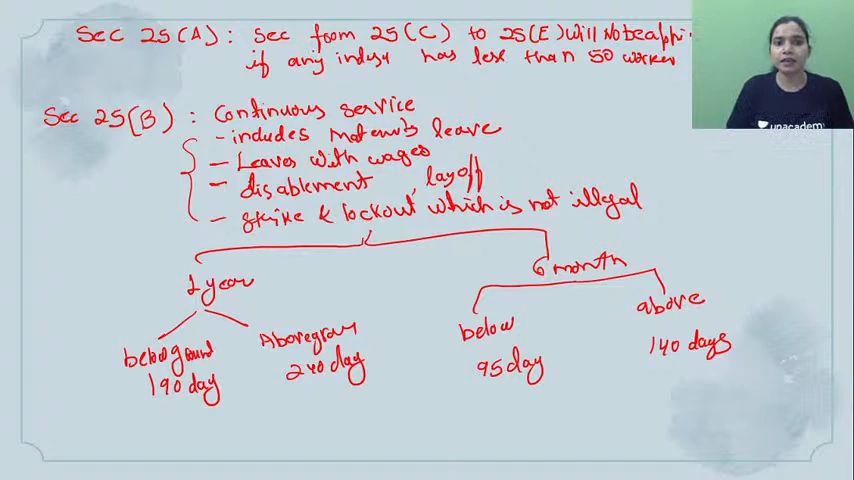 Sec 25(A) : Sec from 25(C) to 25(E) will not be appli
if any indust has less than 50 worker
Sec 25(B) : Continuous service
- includes maternity leave
- Leaves with wages
- disablement, layoff
- strike & lockout which is not illegal
1 year
6 month
below ground
190 day
Aboveground
240 day
below
95 day
above
140 days
unacademy